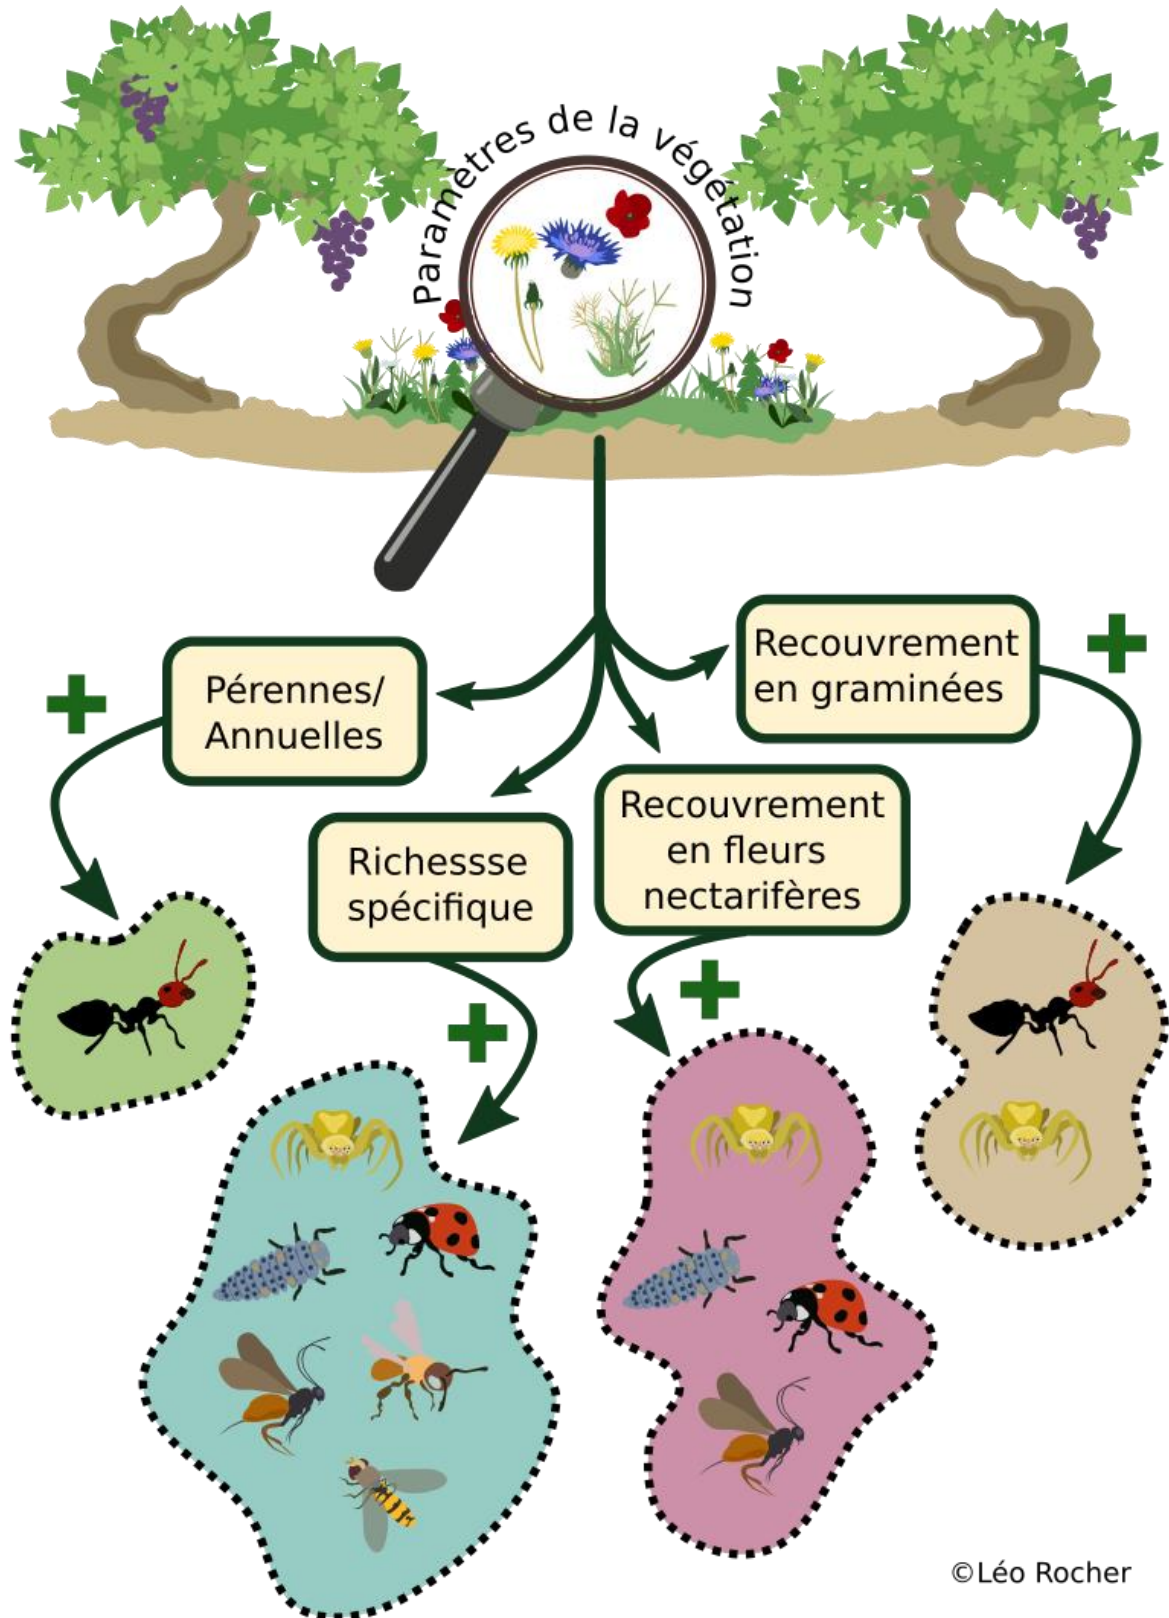 Paramètres de la végétation
Recouvrement
en graminées
Pérennes/
Annuelles
Recouvrement
en fleurs
nectarifères
Richessse
spécifique
©Léo Rocher